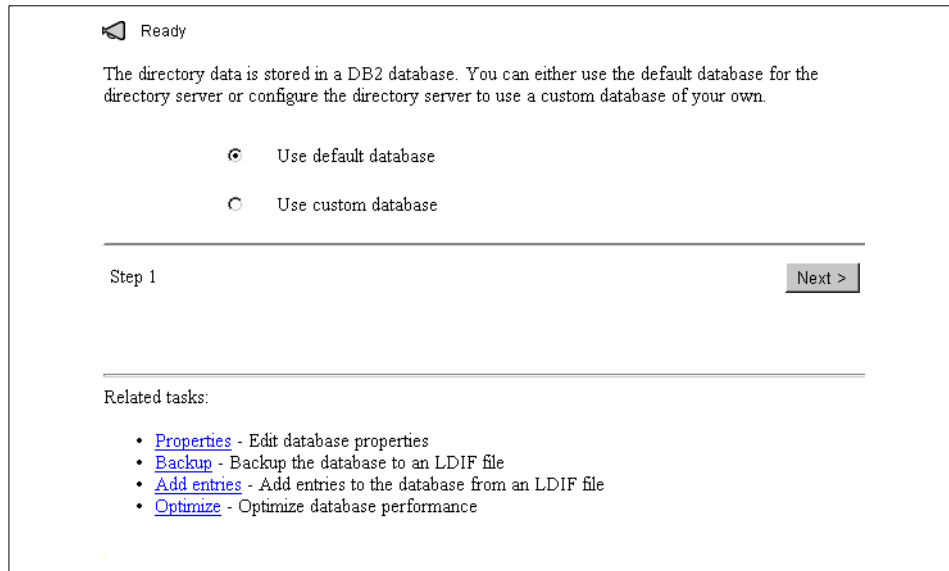 Ready
The directory data is stored in a DB2 database. You can either use the default database for the
directory server or configure the directory server to use a custom database of your own.
Use default database
Use custom database
Step 1
Next >
Related tasks:
• Properties - Edit database properties
• Backup - Backup the database to an LDIF file
• Add entries - Add entries to the database from an LDIF file
• Optimize - Optimize database performance